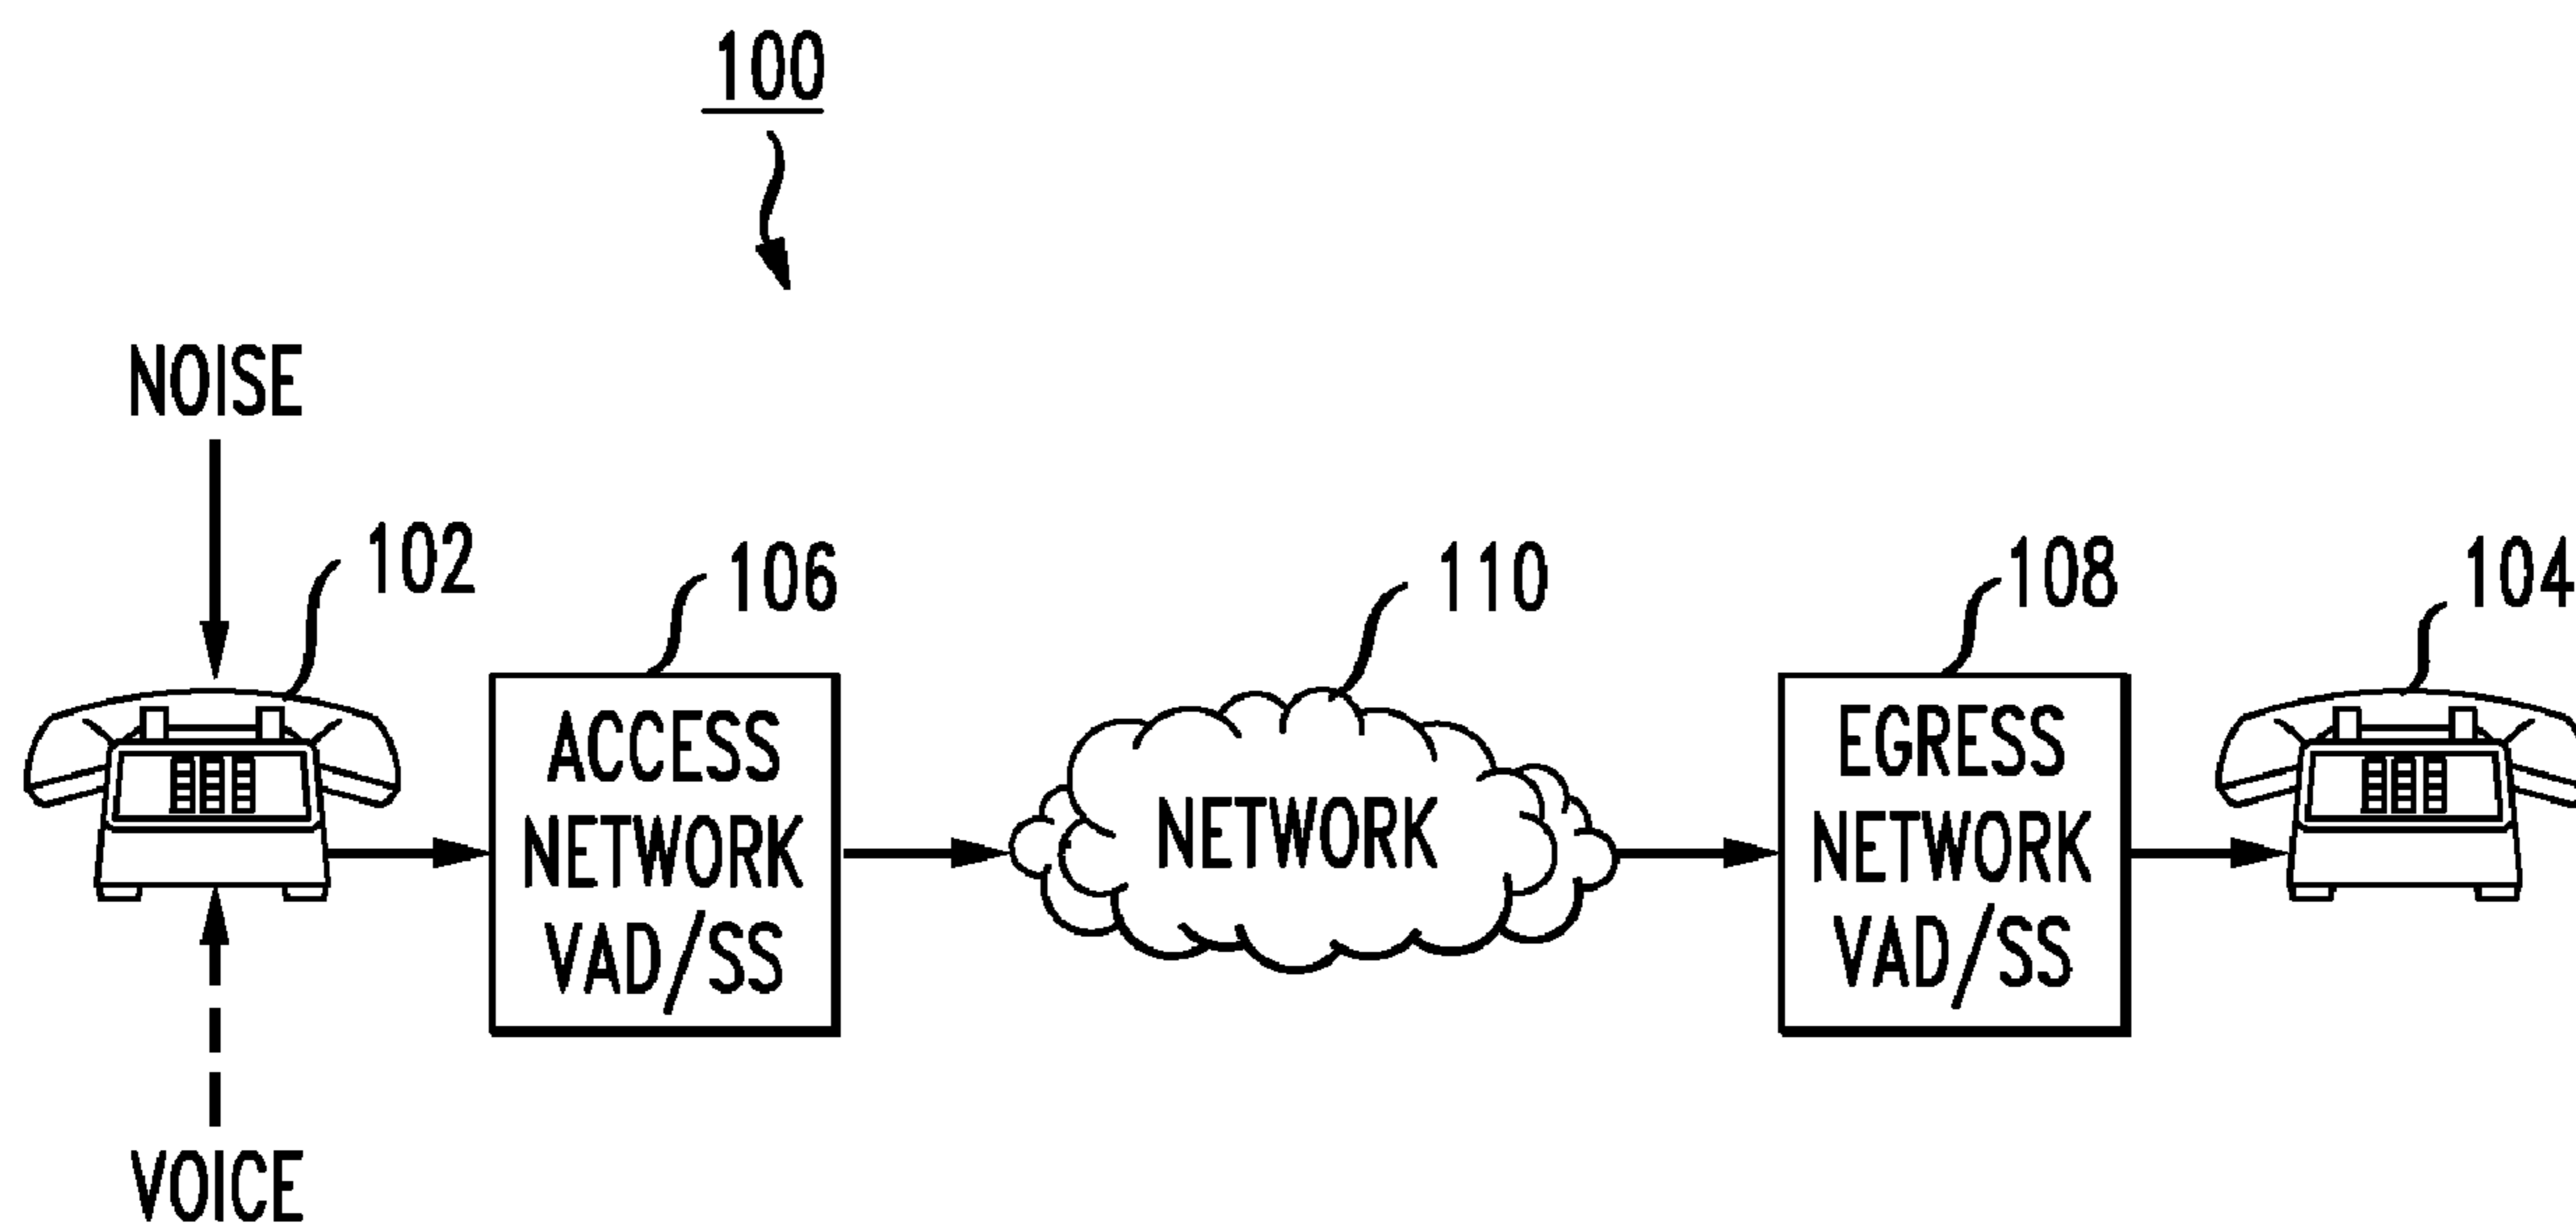 100
NOISE
102
106
110
108
104
ACCESS
NETWORK
VAD/SS
NETWORK
EGRESS
NETWORK
VAD/SS
VOICE